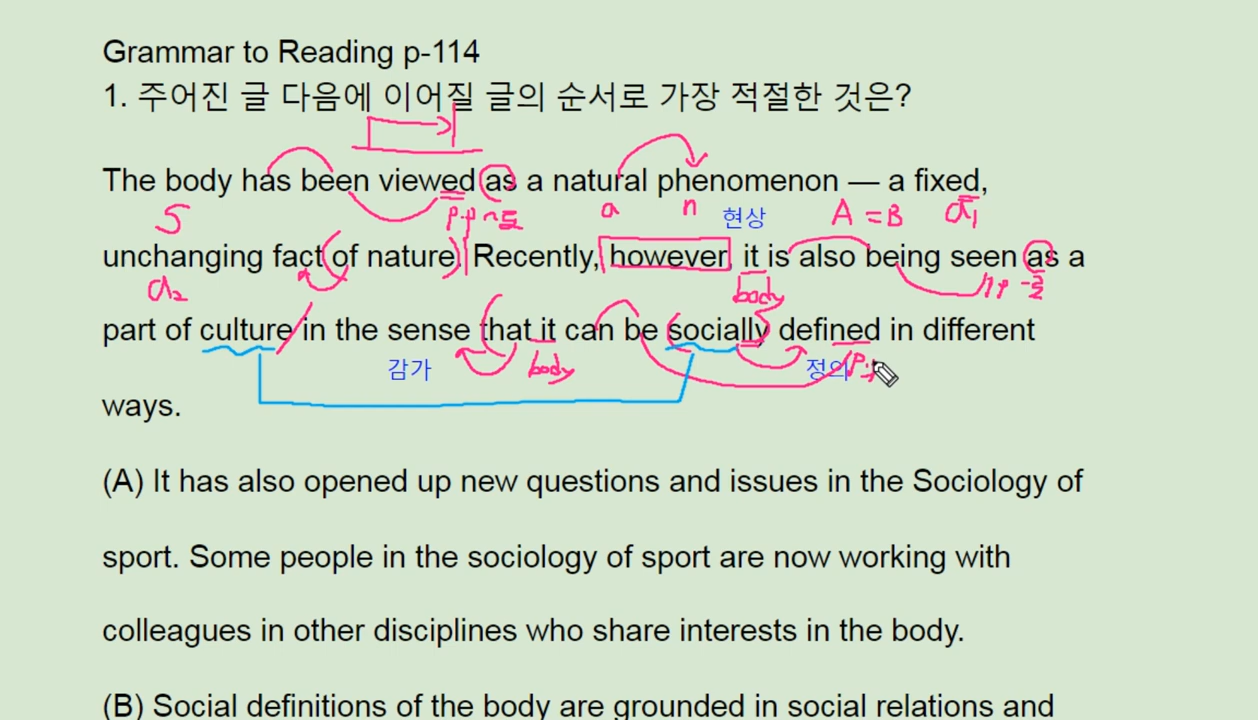 Grammar to Reading p-114
1. 주어진 글 다음에 이어질 글의 순서로 가장 적절한 것은?
The body has been viewed as a natural phenomenon — a fixed,
S p.p a n 현상 A = B a1
unchanging fact of nature. Recently, however, it is also being seen as a
a2 body
part of culture in the sense that it can be socially defined in different
감각 body 정의
ways.
(A) It has also opened up new questions and issues in the Sociology of
sport. Some people in the sociology of sport are now working with
colleagues in other disciplines who share interests in the body.
(B) Social definitions of the body are grounded in social relations and